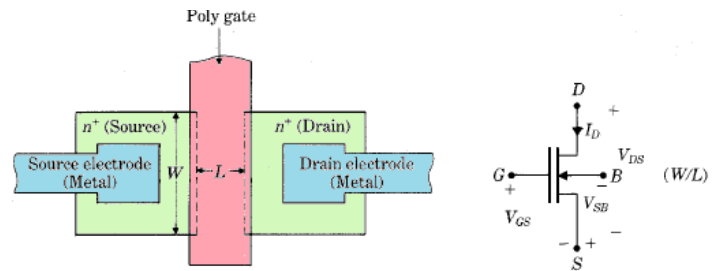 Poly gate
n⁺ (Source)
n⁺ (Drain)
Source electrode
(Metal)
W
L
Drain electrode
(Metal)
D
+
I_D
V_DS
G
B
(W/L)
+
−
V_GS
V_SB
− +
−
S